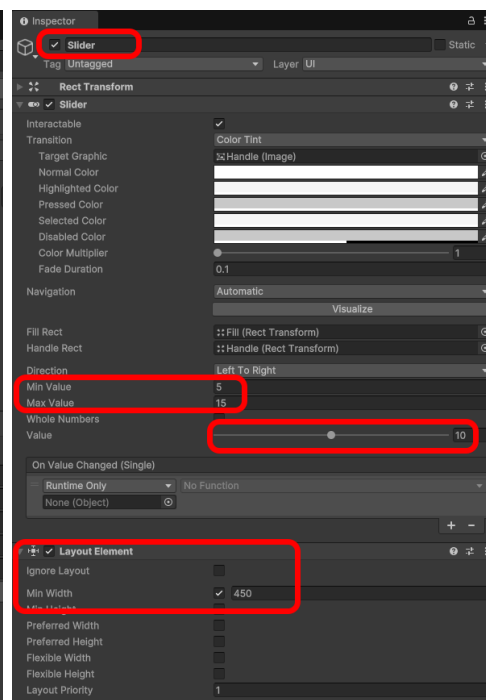 Inspector
Slider
Static
Tag Untagged
Layer UI
Rect Transform
Slider
Interactable
Transition Color Tint
Target Graphic Handle (Image)
Normal Color
Highlighted Color
Pressed Color
Selected Color
Disabled Color
Color Multiplier 1
Fade Duration 0.1
Navigation Automatic
Visualize
Fill Rect Fill (Rect Transform)
Handle Rect Handle (Rect Transform)
Direction Left To Right
Min Value 5
Max Value 15
Whole Numbers
Value 10
On Value Changed (Single)
Runtime Only No Function
None (Object)
+ −
Layout Element
Ignore Layout
Min Width 450
Min Height
Preferred Width
Preferred Height
Flexible Width
Flexible Height
Layout Priority 1